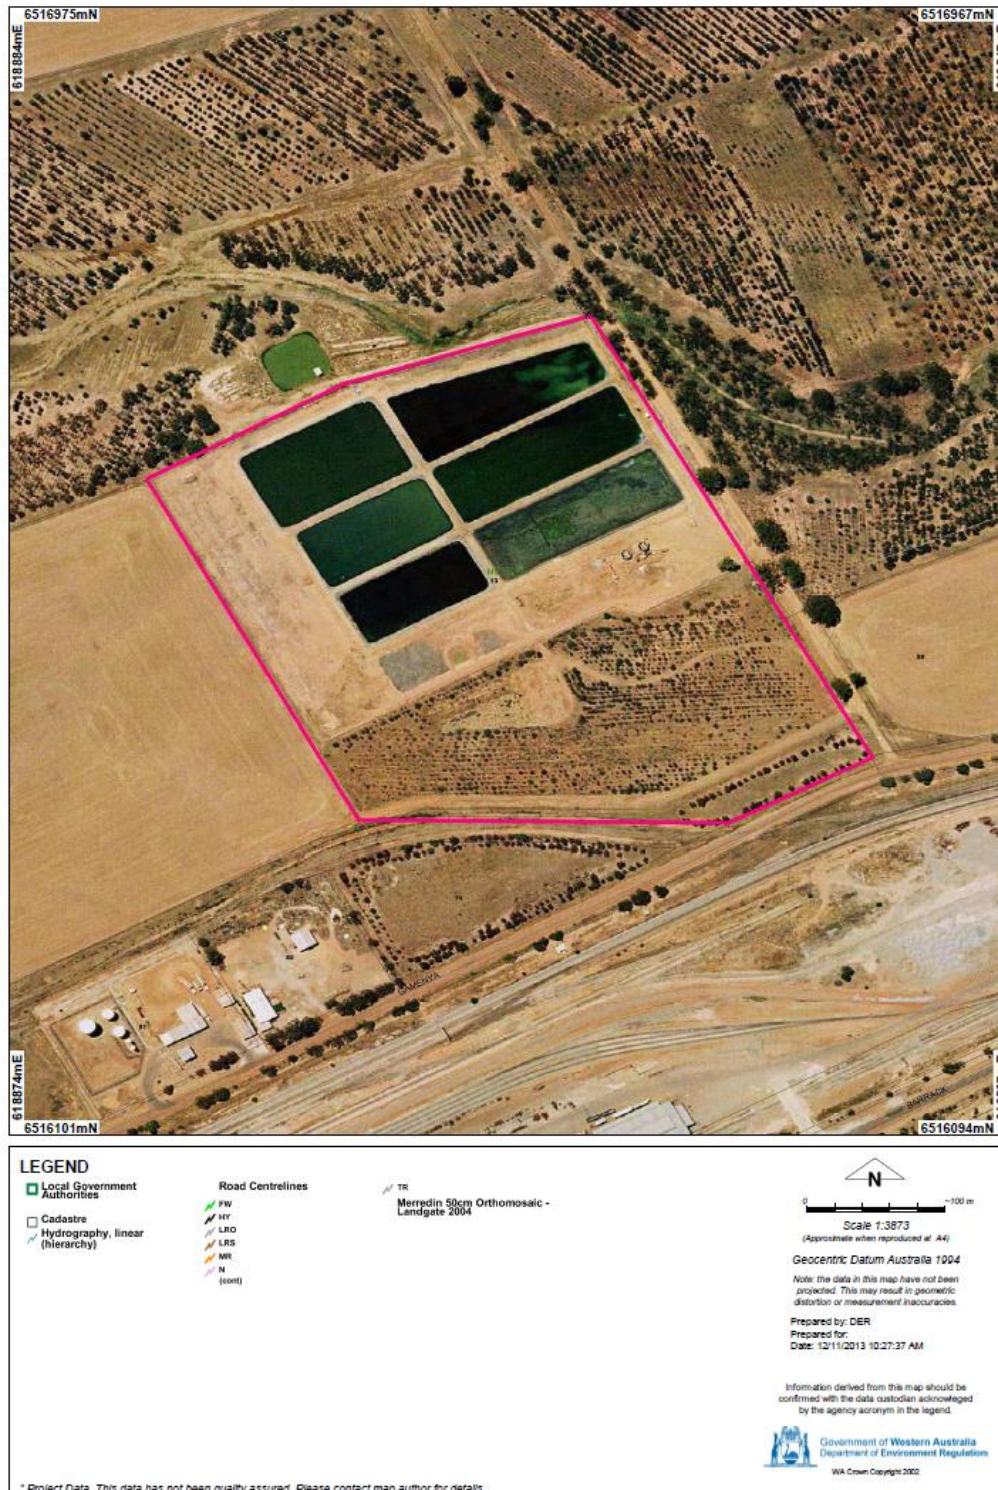 6516975mN
6516967mN
618884mE
GAMENYA
BARRACK
618874mE
6516101mN
6516094mN
LEGEND
Local Government
Authorities
Cadastre
Hydrography, linear
(hierarchy)
Road Centrelines
FW
HY
LRO
LRS
MR
N
(cont)
TR
Merredin 50cm Orthomosaic -
Landgate 2004
N
0 ~100 m
Scale 1:3873
(Approximate when reproduced at A4)
Geocentric Datum Australia 1994
Note: the data in this map have not been
projected. This may result in geometric
distortion or measurement inaccuracies.
Prepared by: DER
Prepared for:
Date: 12/11/2013 10:27:37 AM
Information derived from this map should be
confirmed with the data custodian acknowleged
by the agency acronym in the legend.
Government of Western Australia
Department of Environment Regulation
WA Crown Copyright 2002
* Project Data. This data has not been quality assured. Please contact map author for details.